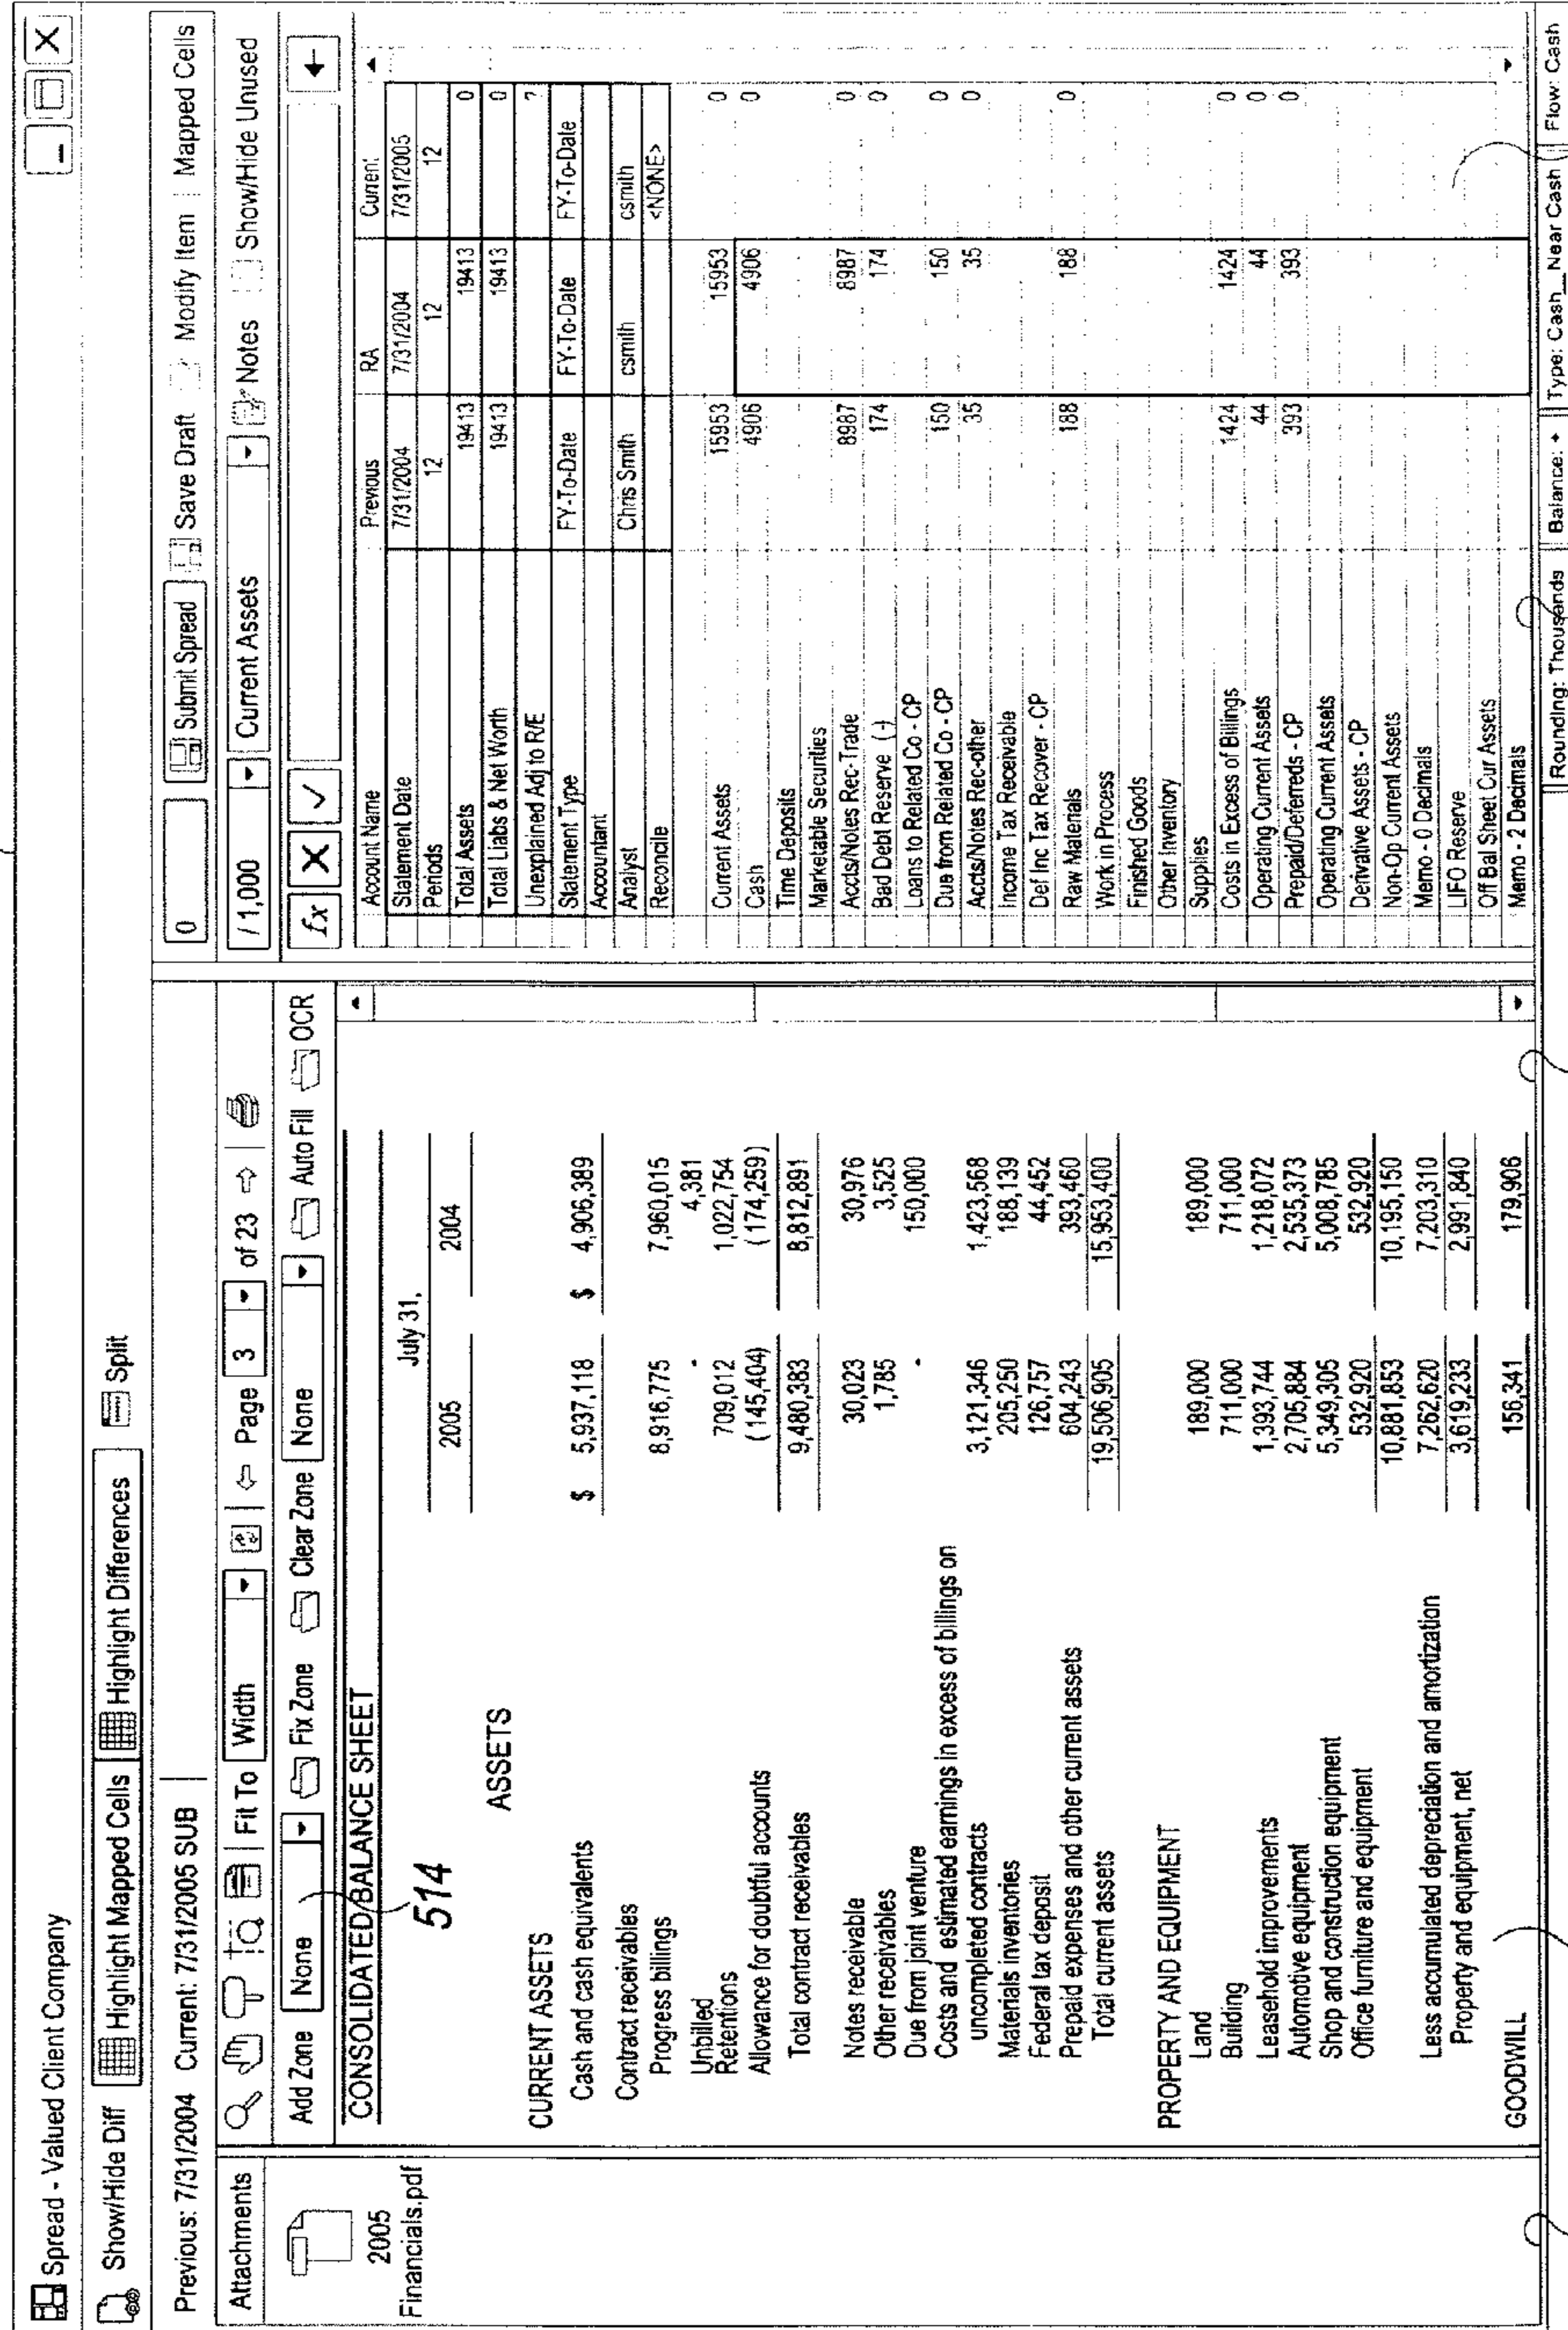 Spread - Valued Client Company
Show/Hide Diff Highlight Mapped Cells Highlight Differences Split
Previous: 7/31/2004 Current: 7/31/2005 SUB
Attachments
2005
Financials.pdf
Fit To Width Page 3 of 23
Add Zone None Fix Zone Clear Zone None Auto Fill OCR
CONSOLIDATED/BALANCE SHEET
514
July 31,
2005 2004
ASSETS
CURRENT ASSETS
Cash and cash equivalents $ 5,937,118 $ 4,906,389
Contract receivables
Progress billings 8,916,775 7,960,015
Unbilled - 4,381
Retentions 709,012 1,022,754
Allowance for doubtful accounts (145,404) (174,259)
Total contract receivables 9,480,383 8,812,891
Notes receivable 30,023 30,976
Other receivables 1,785 3,525
Due from joint venture - 150,000
Costs and estimated earnings in excess of billings on
uncompleted contracts 3,121,346 1,423,568
Materials inventories 205,250 188,139
Federal tax deposit 126,757 44,452
Prepaid expenses and other current assets 604,243 393,460
Total current assets 19,506,905 15,953,400
PROPERTY AND EQUIPMENT
Land 189,000 189,000
Building 711,000 711,000
Leasehold improvements 1,393,744 1,218,072
Automotive equipment 2,705,884 2,535,373
Shop and construction equipment 5,349,305 5,008,785
Office furniture and equipment 532,920 532,920
10,881,853 10,195,150
Less accumulated depreciation and amortization 7,262,620 7,203,310
Property and equipment, net 3,619,233 2,991,840
GOODWILL 156,341 179,906
0 Submit Spread Save Draft Modify Item Mapped Cells
/ 1,000 Current Assets Notes Show/Hide Unused
fx X ✓
Account Name Previous RA Current
Statement Date 7/31/2004 7/31/2004 7/31/2005
Periods 12 12 12
Total Assets 19413 19413 0
Total Liabs & Net Worth 19413 19413 0
Unexplained Adj to R/E ?
Statement Type FY-To-Date FY-To-Date FY-To-Date
Accountant
Analyst Chris Smith csmith csmith
Reconcile <NONE>
Current Assets 15953 15953 0
Cash 4906 4906 0
Time Deposits
Marketable Securities
Accts/Notes Rec-Trade 8987 8987 0
Bad Debt Reserve (-) 174 174 0
Loans to Related Co - CP
Due from Related Co - CP 150 150 0
Accts/Notes Rec-other 35 35 0
Income Tax Receivable
Def Inc Tax Recover - CP
Raw Materials 188 188 0
Work in Process
Finished Goods
Other Inventory
Supplies
Costs in Excess of Billings 1424 1424 0
Operating Current Assets 44 44 0
Prepaid/Deferreds - CP 393 393 0
Operating Current Assets
Derivative Assets - CP
Non-Op Current Assets
Memo - 0 Decimals
LIFO Reserve
Off Bal Sheet Cur Assets
Memo - 2 Decimals
Rounding: Thousands Balance: + Type: Cash_Near Cash Flow: Cash